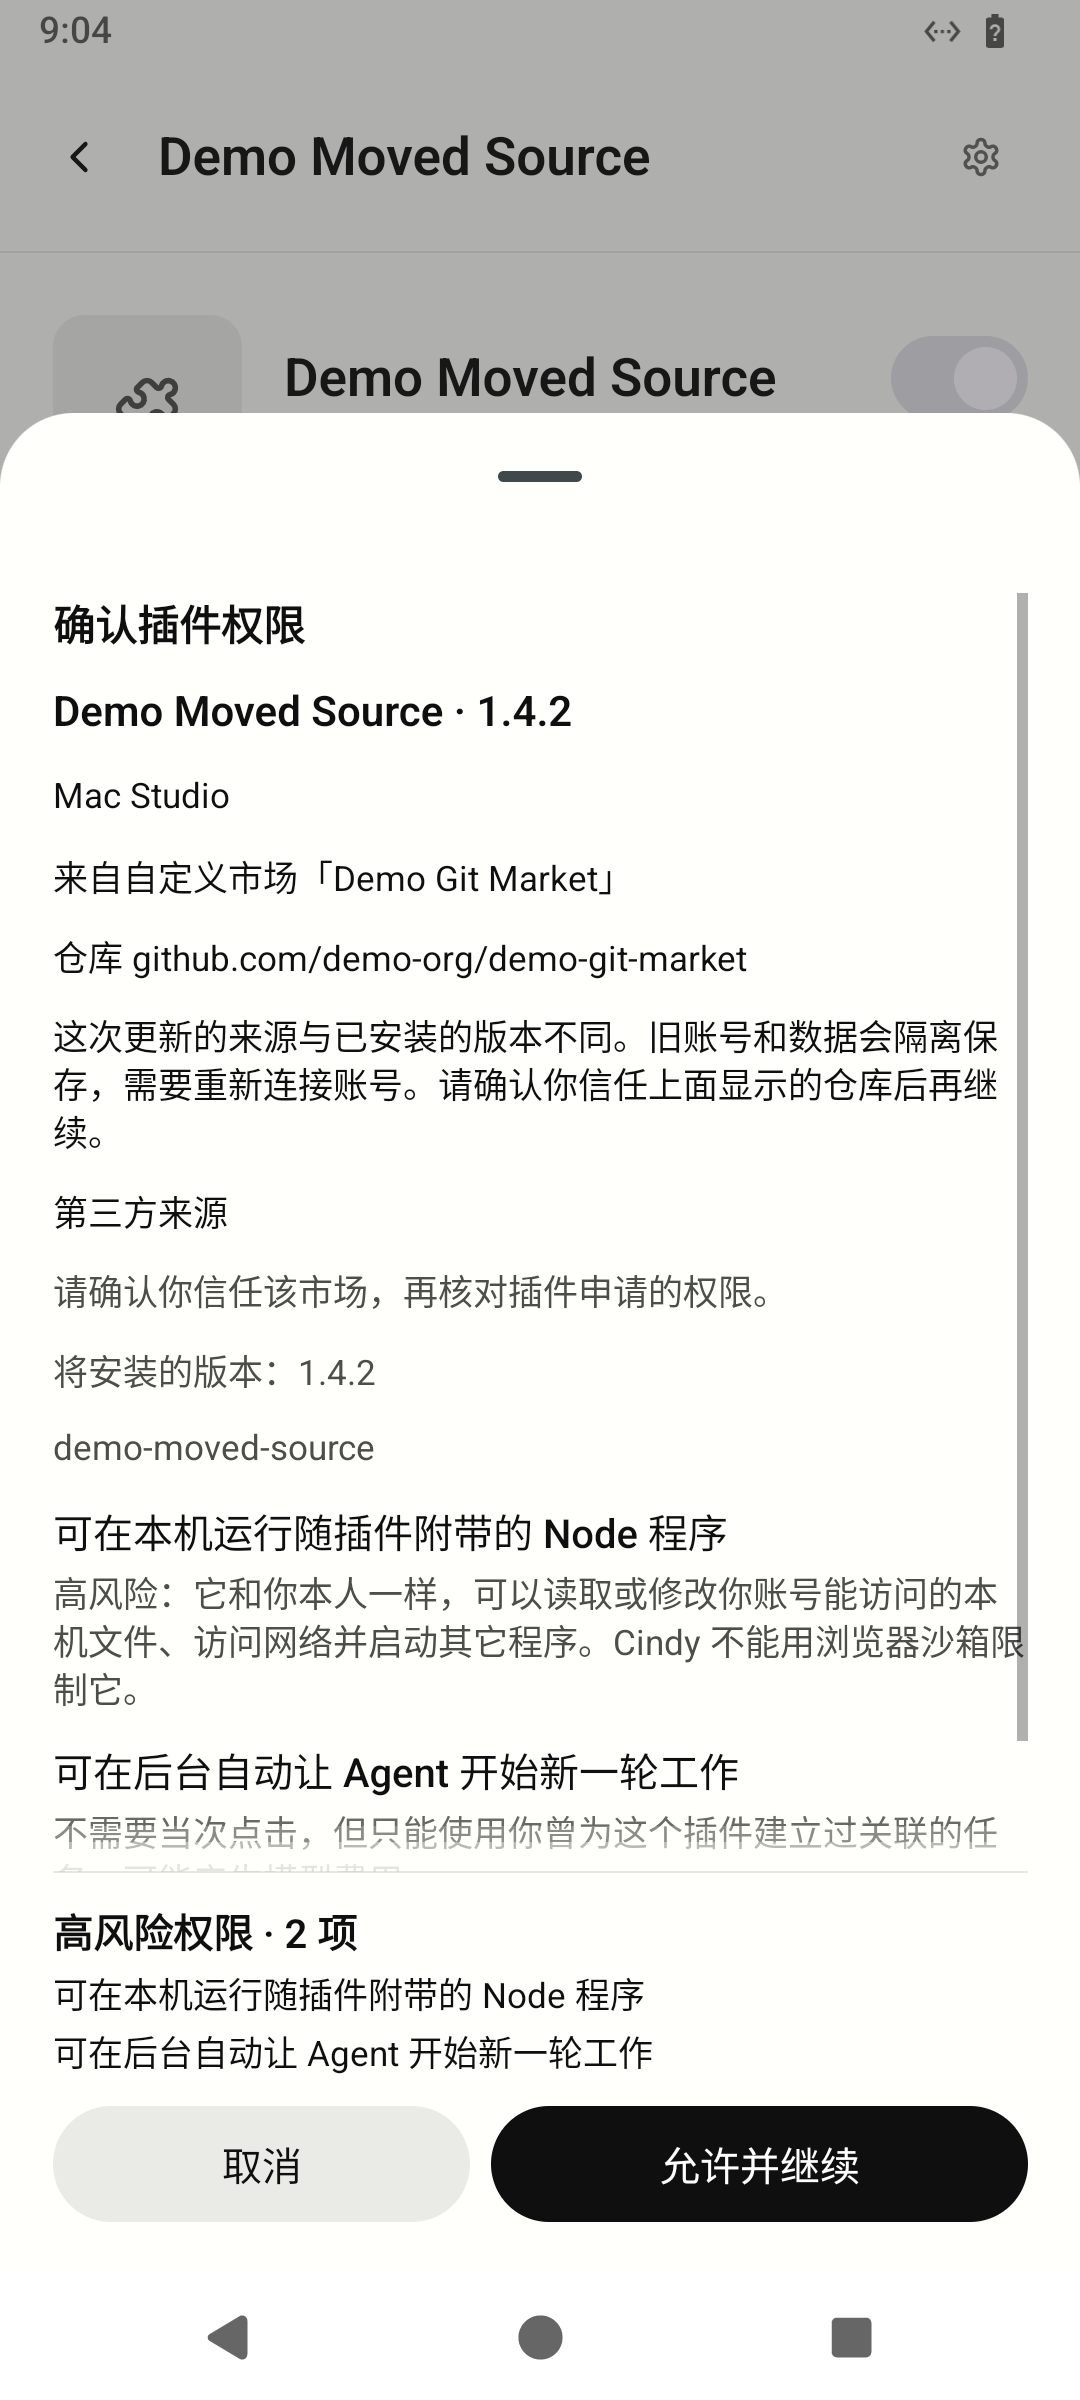 9:04
Demo Moved Source
Demo Moved Source
确认插件权限
Demo Moved Source · 1.4.2
Mac Studio
来自自定义市场「Demo Git Market」
仓库 github.com/demo-org/demo-git-market
这次更新的来源与已安装的版本不同。旧账号和数据会隔离保
存，需要重新连接账号。请确认你信任上面显示的仓库后再继
续。
第三方来源
请确认你信任该市场，再核对插件申请的权限。
将安装的版本：1.4.2
demo-moved-source
可在本机运行随插件附带的 Node 程序
高风险：它和你本人一样，可以读取或修改你账号能访问的本
机文件、访问网络并启动其它程序。Cindy 不能用浏览器沙箱限
制它。
可在后台自动让 Agent 开始新一轮工作
不需要当次点击，但只能使用你曾为这个插件建立过关联的任
高风险权限 · 2 项
可在本机运行随插件附带的 Node 程序
可在后台自动让 Agent 开始新一轮工作
取消
允许并继续